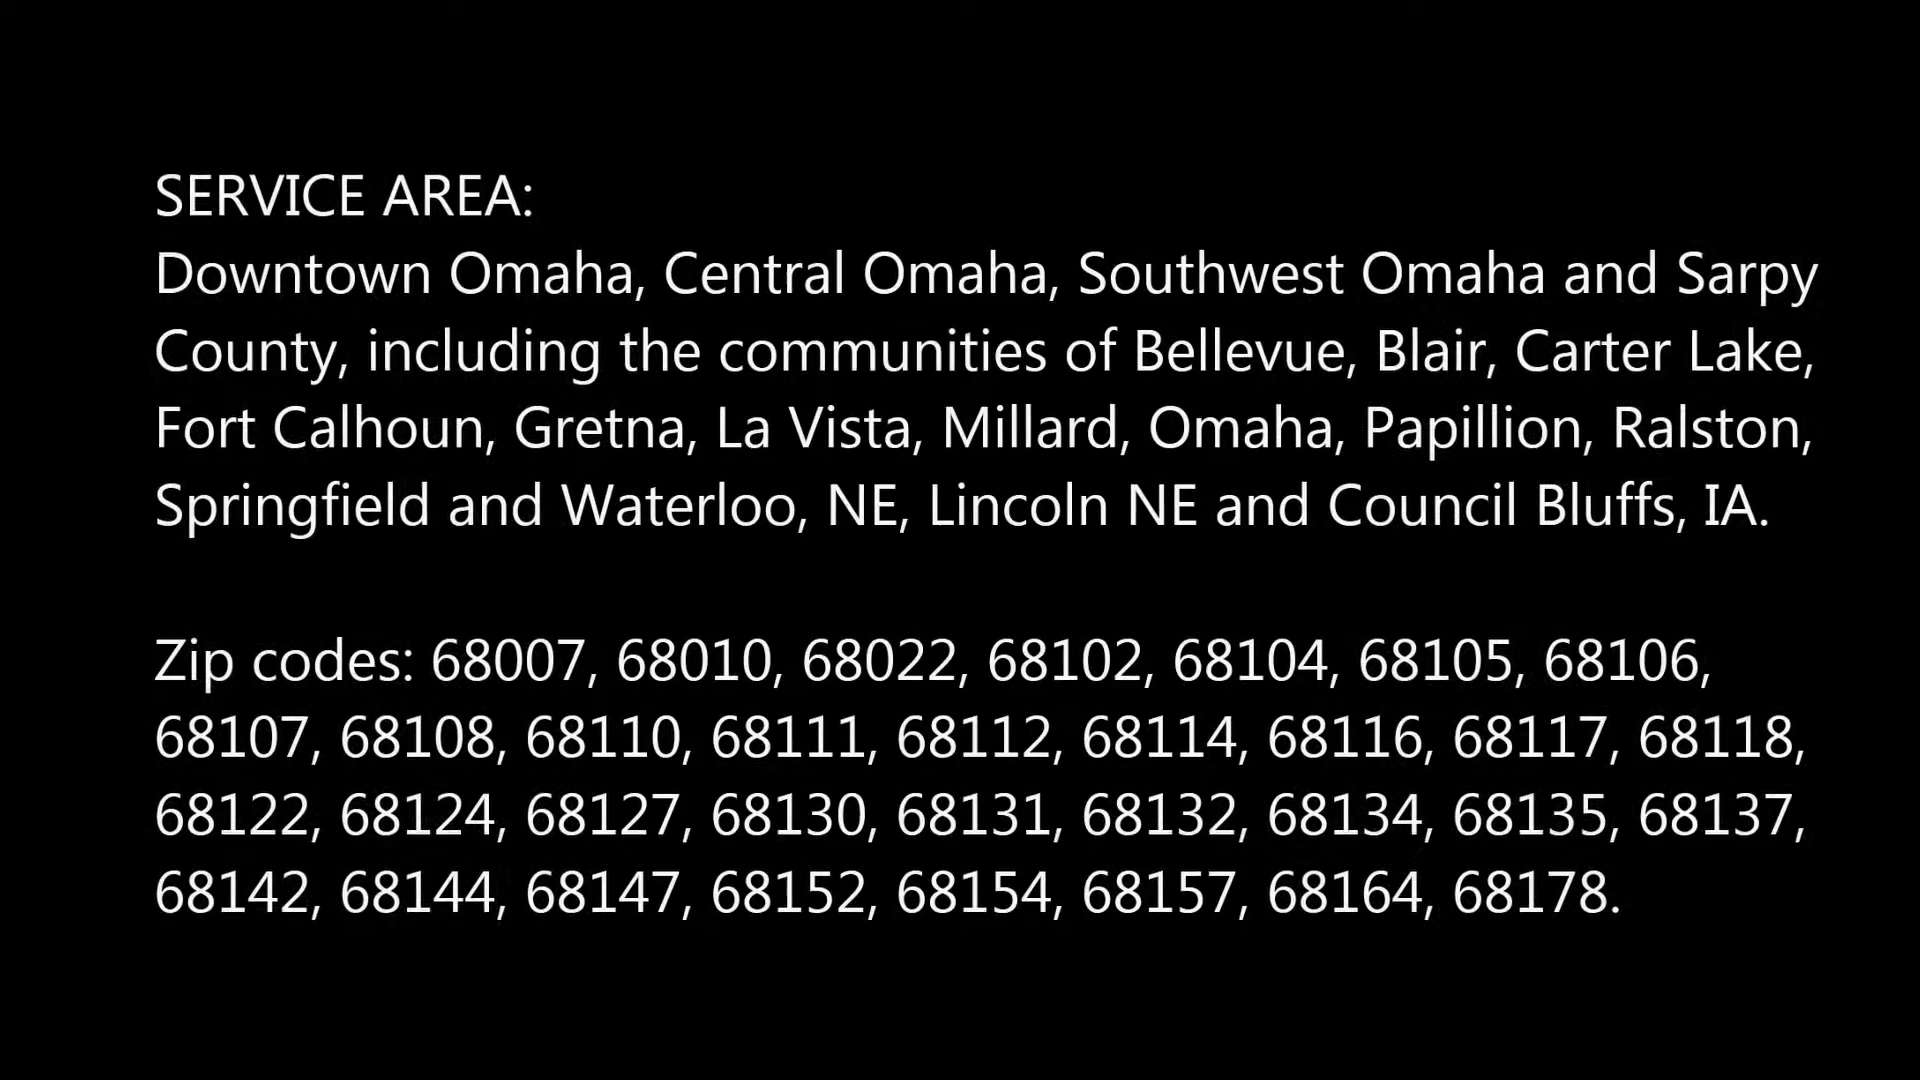 SERVICE AREA:
Downtown Omaha, Central Omaha, Southwest Omaha and Sarpy
County, including the communities of Bellevue, Blair, Carter Lake,
Fort Calhoun, Gretna, La Vista, Millard, Omaha, Papillion, Ralston,
Springfield and Waterloo, NE, Lincoln NE and Council Bluffs, IA.
Zip codes: 68007, 68010, 68022, 68102, 68104, 68105, 68106,
68107, 68108, 68110, 68111, 68112, 68114, 68116, 68117, 68118,
68122, 68124, 68127, 68130, 68131, 68132, 68134, 68135, 68137,
68142, 68144, 68147, 68152, 68154, 68157, 68164, 68178.